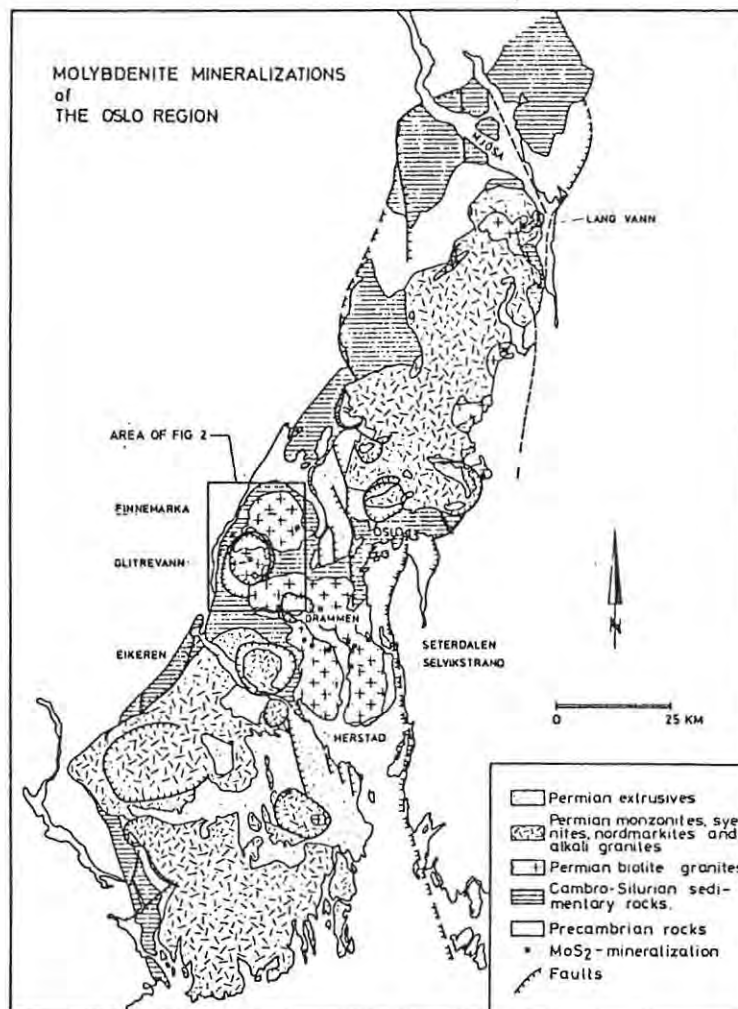 MOLYBDENITE MINERALIZATIONS
of
THE OSLO REGION
MJOSA
LANG VANN
AREA OF FIG 2
FINNEMARKA
OSLO
GLITREVANN
DRAMMEN
SETERDALEN
SELVIKSTRAND
EIKEREN
N
0 25 KM
HERSTAD
Permian extrusives
Permian monzonites, sye-
nites, nordmarkites and
alkali granites
Permian biolite granites
Cambro-Silurian sedi-
mentary rocks.
Precambrian rocks
MoS2-mineralization
Faults